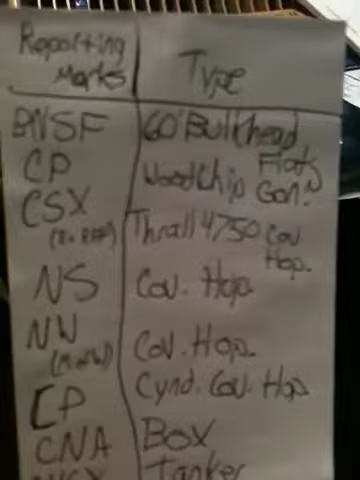 Reporting Marks Type
BNSF 60' Bulkhead Flats
CP Woodchip Gon?
CSX Thrall 4750 Cov. Hop.
NS Cov. Hop.
NW Cov. Hop.
(MofW)
CP Cynd. Cov. Hop
CNA Box
Tanker